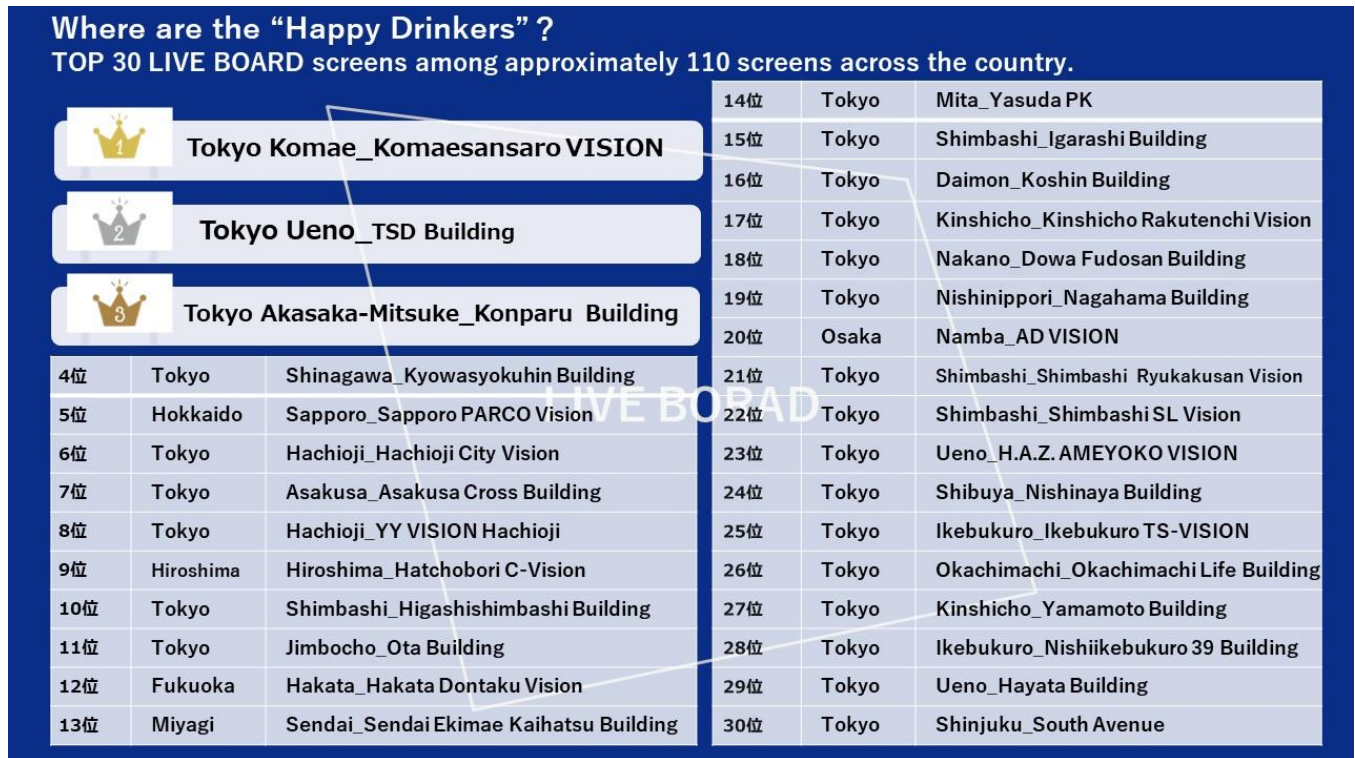 Where are the “Happy Drinkers”?
TOP 30 LIVE BOARD screens among approximately 110 screens across the country.
1 Tokyo Komae_Komaesansaro VISION
2 Tokyo Ueno_TSD Building
3 Tokyo Akasaka-Mitsuke_Konparu Building
4位 Tokyo Shinagawa_Kyowasyokuhin Building
5位 Hokkaido Sapporo_Sapporo PARCO Vision
6位 Tokyo Hachioji_Hachioji City Vision
7位 Tokyo Asakusa_Asakusa Cross Building
8位 Tokyo Hachioji_YY VISION Hachioji
9位 Hiroshima Hiroshima_Hatchobori C-Vision
10位 Tokyo Shimbashi_Higashishimbashi Building
11位 Tokyo Jimbocho_Ota Building
12位 Fukuoka Hakata_Hakata Dontaku Vision
13位 Miyagi Sendai_Sendai Ekimae Kaihatsu Building
14位 Tokyo Mita_Yasuda PK
15位 Tokyo Shimbashi_Igarashi Building
16位 Tokyo Daimon_Koshin Building
17位 Tokyo Kinshicho_Kinshicho Rakutenchi Vision
18位 Tokyo Nakano_Dowa Fudosan Building
19位 Tokyo Nishinippori_Nagahama Building
20位 Osaka Namba_AD VISION
21位 Tokyo Shimbashi_Shimbashi Ryukakusan Vision
22位 Tokyo Shimbashi_Shimbashi SL Vision
23位 Tokyo Ueno_H.A.Z. AMEYOKO VISION
24位 Tokyo Shibuya_Nishinaya Building
25位 Tokyo Ikebukuro_Ikebukuro TS-VISION
26位 Tokyo Okachimachi_Okachimachi Life Building
27位 Tokyo Kinshicho_Yamamoto Building
28位 Tokyo Ikebukuro_Nishiikebukuro 39 Building
29位 Tokyo Ueno_Hayata Building
30位 Tokyo Shinjuku_South Avenue
LIVE BORAD